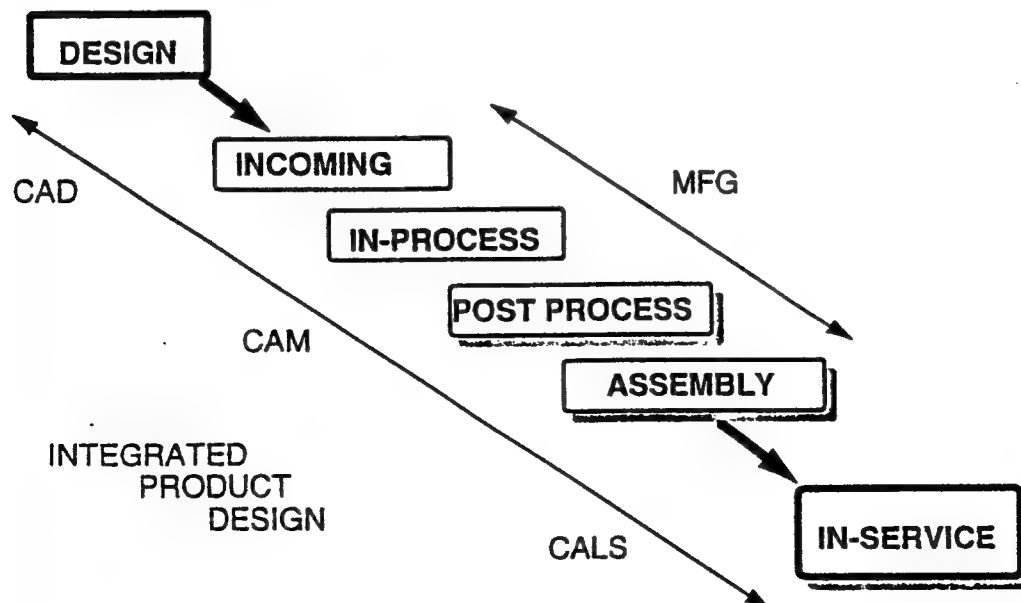 DESIGN
INCOMING
CAD
MFG
IN-PROCESS
POST PROCESS
CAM
ASSEMBLY
INTEGRATED
PRODUCT
DESIGN
IN-SERVICE
CALS